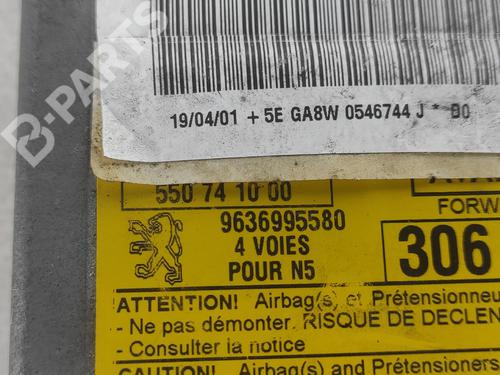 B-PARTS
19/04/01 + 5E GA8W 0546744 J * B0
550 74 10 00
FORW
9636995580
306
4 VOIES
POUR N5
ATTENTION! Airbag(s) et Prétensionneu
- Ne pas démonter. RISQUE DE DECLEN
- Consulter la notice
CAUTION! Airbag(s) and Pretensioners